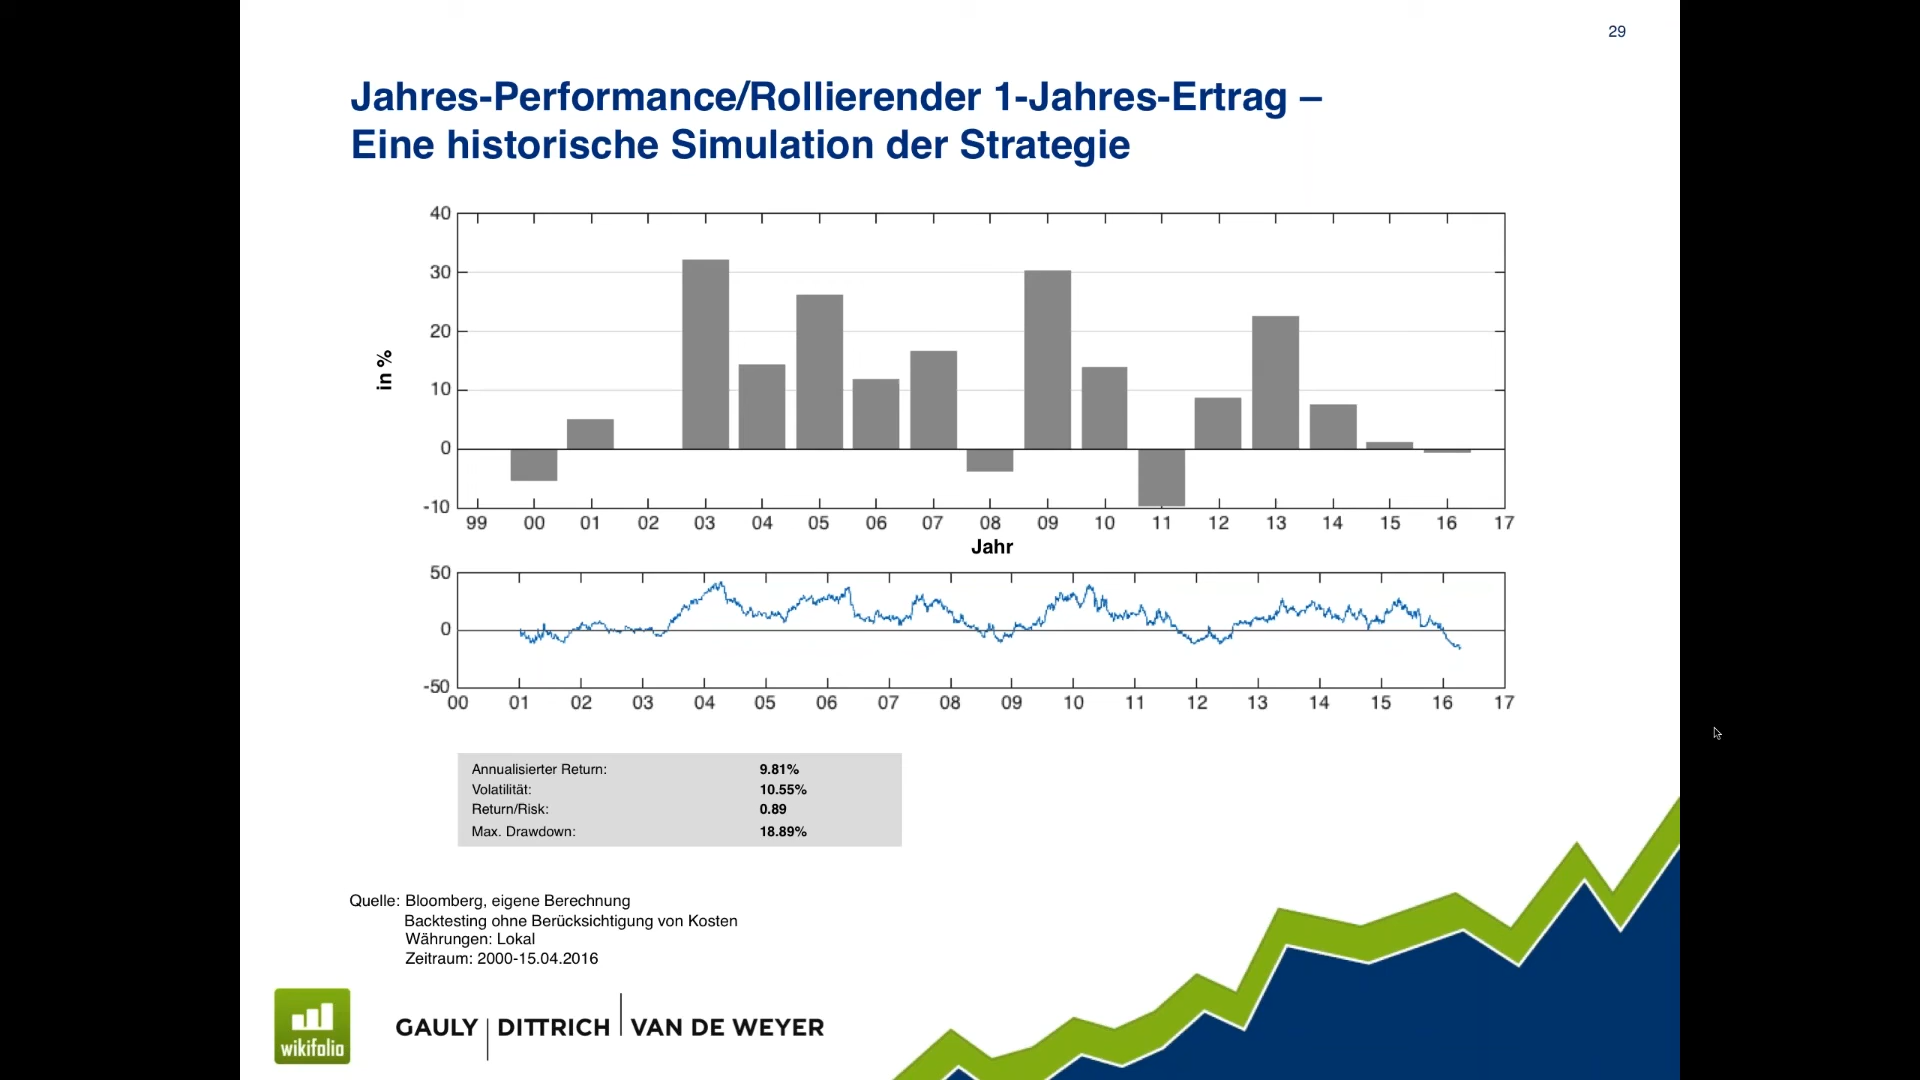 29
Jahres-Performance/Rollierender 1-Jahres-Ertrag –
Eine historische Simulation der Strategie
40
30
20
10
0
-10
in %
99 00 01 02 03 04 05 06 07 08 09 10 11 12 13 14 15 16 17
Jahr
50
0
-50
00 01 02 03 04 05 06 07 08 09 10 11 12 13 14 15 16 17
Annualisierter Return: 9.81%
Volatilität: 10.55%
Return/Risk: 0.89
Max. Drawdown: 18.89%
Quelle: Bloomberg, eigene Berechnung
Backtesting ohne Berücksichtigung von Kosten
Währungen: Lokal
Zeitraum: 2000-15.04.2016
wikifolio
GAULY | DITTRICH | VAN DE WEYER